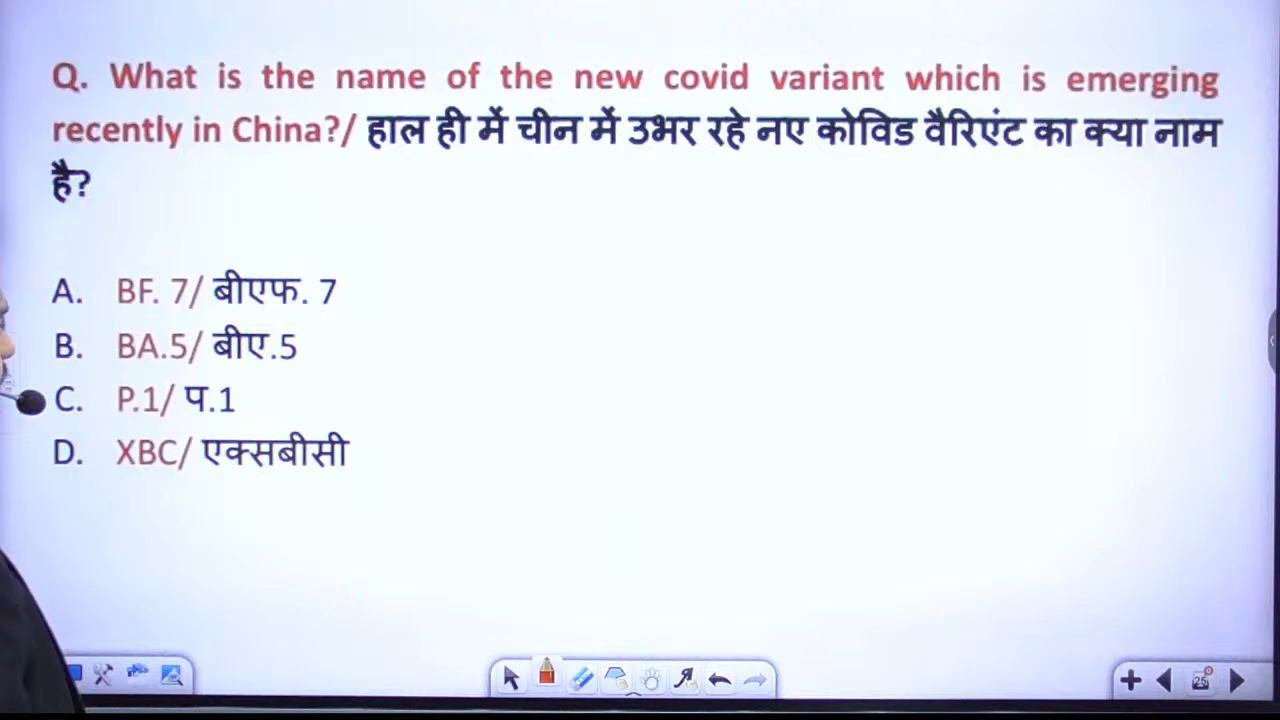 Q. What is the name of the new covid variant which is emerging
recently in China?/ हाल ही में चीन में उभर रहे नए कोविड वैरिएंट का क्या नाम
है?
A. BF. 7/ बीएफ. 7
B. BA.5/ बीए.5
C. P.1/ प.1
D. XBC/ एक्सबीसी